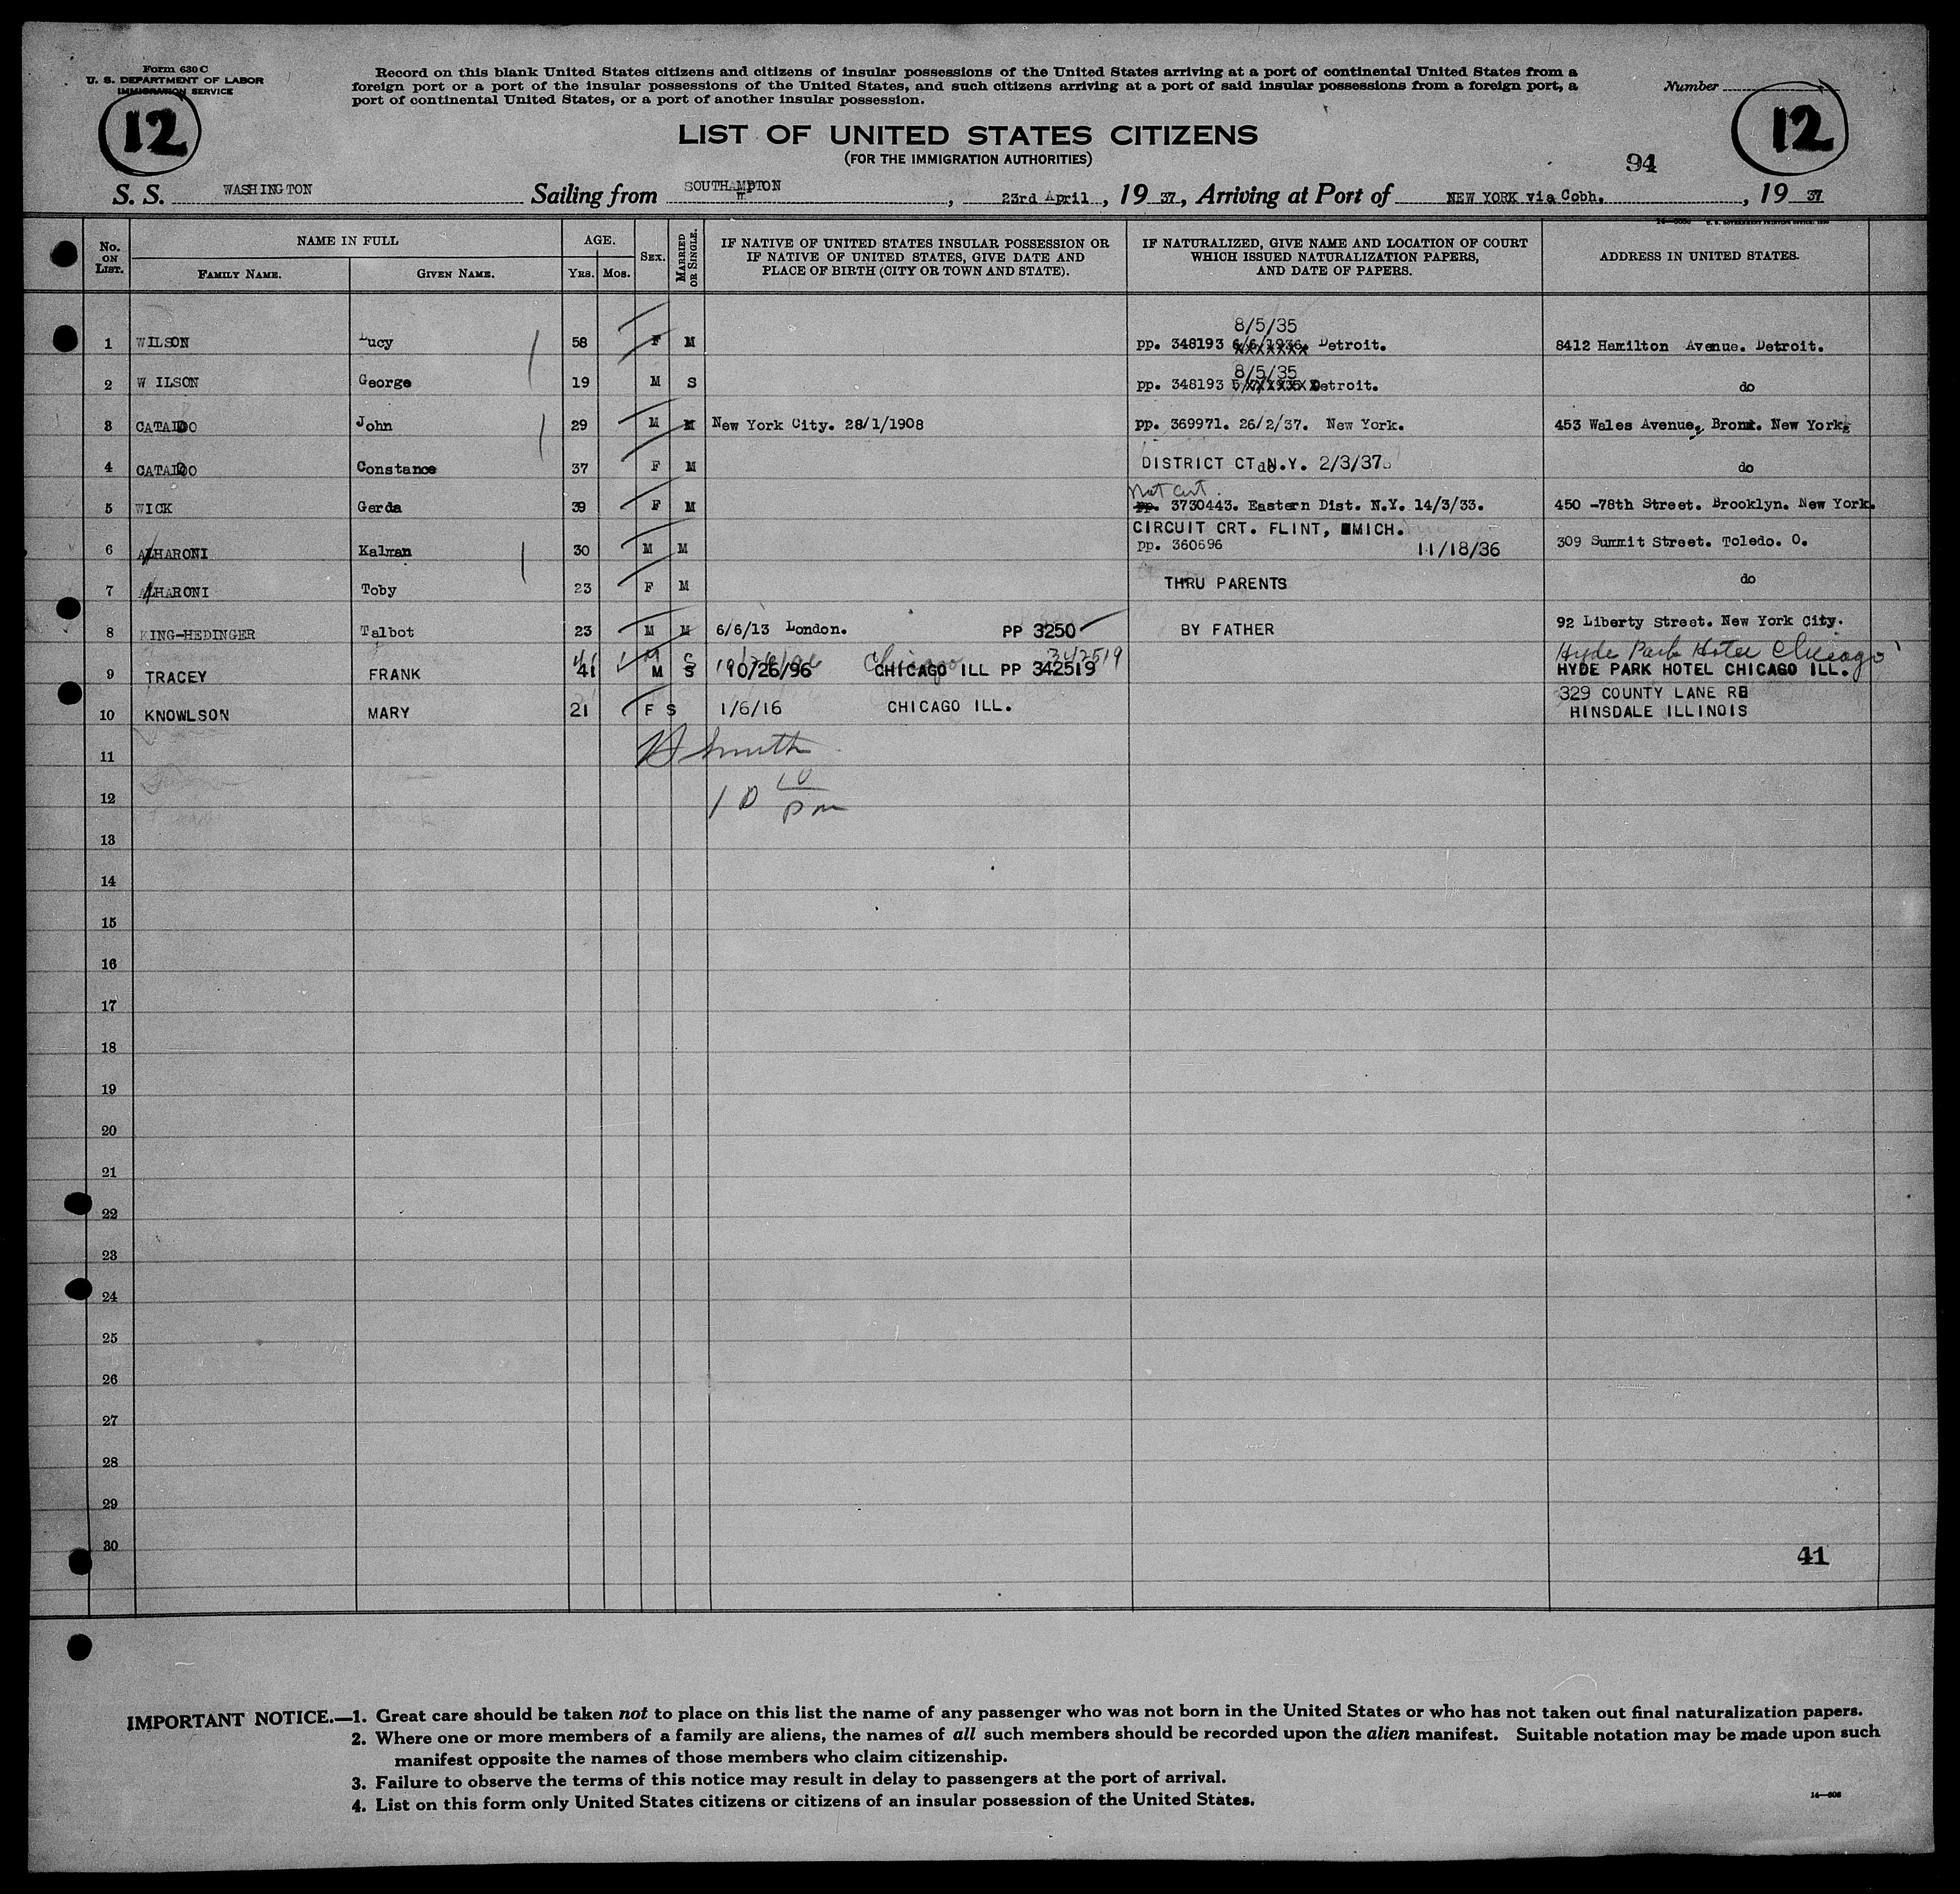 Form 630 C
U. S. DEPARTMENT OF LABOR
IMMIGRATION SERVICE
12
Record on this blank United States citizens and citizens of insular possessions of the United States arriving at a port of continental United States from a
foreign port or a port of the insular possessions of the United States, and such citizens arriving at a port of said insular possessions from a foreign port, a
port of continental United States, or a port of another insular possession.
Number
12
LIST OF UNITED STATES CITIZENS
(FOR THE IMMIGRATION AUTHORITIES)
94
S. S. WASHINGTON Sailing from SOUTHAMPTON, 23rd April, 19 37, Arriving at Port of NEW YORK via Cobh., 19 37
No. ON LIST. NAME IN FULL FAMILY NAME. GIVEN NAME. AGE. YRS. MOS. SEX. MARRIED OR SINGLE. IF NATIVE OF UNITED STATES INSULAR POSSESSION OR IF NATIVE OF UNITED STATES, GIVE DATE AND PLACE OF BIRTH (CITY OR TOWN AND STATE). IF NATURALIZED, GIVE NAME AND LOCATION OF COURT WHICH ISSUED NATURALIZATION PAPERS, AND DATE OF PAPERS. ADDRESS IN UNITED STATES.
8/5/35
1 WILSON Lucy 58 F M pp. 348193 Detroit. 8412 Hamilton Avenue. Detroit.
8/5/35
2 W ILSON George 19 M S pp. 348193 Detroit. do
3 CATALDO John 29 M M New York City. 28/1/1908 pp. 369971. 26/2/37. New York. 453 Wales Avenue, Bronx. New York.
4 CATALDO Constance 37 F M DISTRICT CT N.Y. 2/3/37 do
Nat Cert.
5 WICK Gerda 39 F M pp. 3730443. Eastern Dist. N.Y. 14/3/33. 450 -78th Street. Brooklyn. New York.
CIRCUIT CRT. FLINT, MICH.
6 AHARONI Kalman 30 M M pp. 360696 11/18/36 309 Summit Street. Toledo. O.
7 AHARONI Toby 23 F M THRU PARENTS do
8 KING-HEDINGER Talbot 23 M M 6/6/13 London. PP 3250 BY FATHER 92 Liberty Street. New York City.
41 M S 10/26/96 Chicago 342519 Hyde Park Hotel Chicago
9 TRACEY FRANK 41 M S 10/26/96 CHICAGO ILL PP 342519 HYDE PARK HOTEL CHICAGO ILL.
329 COUNTY LANE RD
10 KNOWLSON MARY 21 F S 1/6/16 CHICAGO ILL. HINSDALE ILLINOIS
11 H Smith
12 10 10 pm
13
14
15
16
17
18
19
20
21
22
23
24
25
26
27
28
29
30
41
IMPORTANT NOTICE.—1. Great care should be taken not to place on this list the name of any passenger who was not born in the United States or who has not taken out final naturalization papers.
2. Where one or more members of a family are aliens, the names of all such members should be recorded upon the alien manifest. Suitable notation may be made upon such
manifest opposite the names of those members who claim citizenship.
3. Failure to observe the terms of this notice may result in delay to passengers at the port of arrival.
4. List on this form only United States citizens or citizens of an insular possession of the United States.